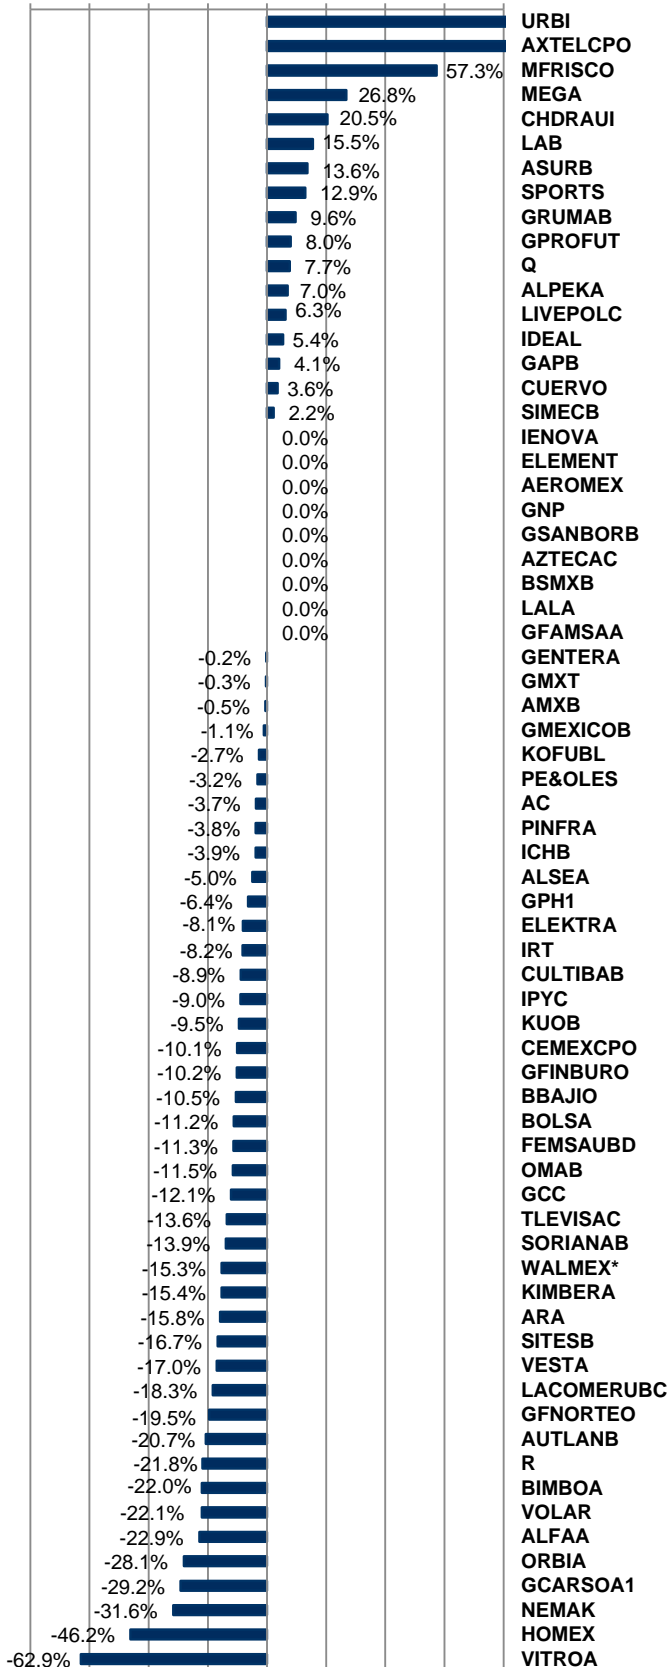 URBI
AXTELCPO
57.3% MFRISCO
26.8% MEGA
20.5% CHDRAUI
15.5% LAB
13.6% ASURB
12.9% SPORTS
9.6% GRUMAB
8.0% GPROFUT
7.7% Q
7.0% ALPEKA
6.3% LIVEPOLC
5.4% IDEAL
4.1% GAPB
3.6% CUERVO
2.2% SIMECB
0.0% IENOVA
0.0% ELEMENT
0.0% AEROMEX
0.0% GNP
0.0% GSANBORB
0.0% AZTECAC
0.0% BSMXB
0.0% LALA
0.0% GFAMSAA
-0.2% GENTERA
-0.3% GMXT
-0.5% AMXB
-1.1% GMEXICOB
-2.7% KOFUBL
-3.2% PE&OLES
-3.7% AC
-3.8% PINFRA
-3.9% ICHB
-5.0% ALSEA
-6.4% GPH1
-8.1% ELEKTRA
-8.2% IRT
-8.9% CULTIBAB
-9.0% IPYC
-9.5% KUOB
-10.1% CEMEXCPO
-10.2% GFINBURO
-10.5% BBAJIO
-11.2% BOLSA
-11.3% FEMSAUBD
-11.5% OMAB
-12.1% GCC
-13.6% TLEVISAC
-13.9% SORIANAB
-15.3% WALMEX*
-15.4% KIMBERA
-15.8% ARA
-16.7% SITESB
-17.0% VESTA
-18.3% LACOMERUBC
-19.5% GFNORTEO
-20.7% AUTLANB
-21.8% R
-22.0% BIMBOA
-22.1% VOLAR
-22.9% ALFAA
-28.1% ORBIA
-29.2% GCARSOA1
-31.6% NEMAK
-46.2% HOMEX
-62.9% VITROA